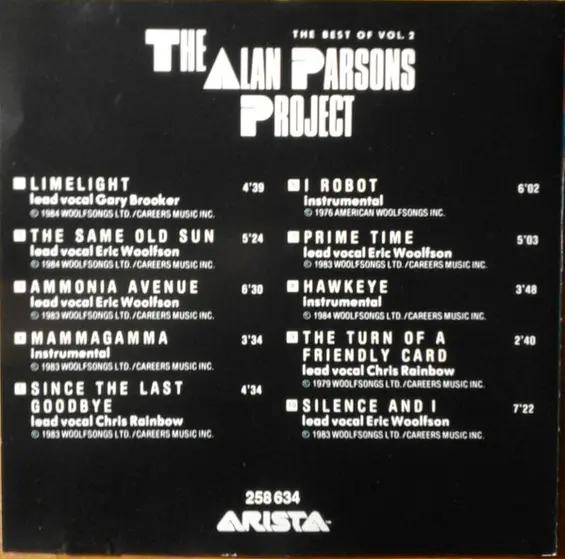 THE BEST OF VOL. 2
THE ALAN PARSONS
PROJECT
LIMELIGHT 4'39
lead vocal Gary Brooker
© 1984 WOOLFSONGS LTD. /CAREERS MUSIC INC.
THE SAME OLD SUN 5'24
lead vocal Eric Woolfson
© 1984 WOOLFSONGS LTD. /CAREERS MUSIC INC.
AMMONIA AVENUE 6'30
lead vocal Eric Woolfson
© 1983 WOOLFSONGS LTD. /CAREERS MUSIC INC.
MAMMAGAMMA 3'34
instrumental
© 1983 WOOLFSONGS LTD. /CAREERS MUSIC INC.
SINCE THE LAST 4'34
GOODBYE
lead vocal Chris Rainbow
© 1983 WOOLFSONGS LTD. /CAREERS MUSIC INC.
I ROBOT 6'02
instrumental
© 1976 AMERICAN WOOLFSONGS INC.
PRIME TIME 5'03
lead vocal Eric Woolfson
© 1983 WOOLFSONGS LTD. /CAREERS MUSIC INC.
HAWKEYE 3'48
instrumental
© 1984 WOOLFSONGS LTD. /CAREERS MUSIC INC.
THE TURN OF A 2'40
FRIENDLY CARD
lead vocal Chris Rainbow
© 1979 WOOLFSONGS LTD. /CAREERS MUSIC INC.
SILENCE AND I 7'22
lead vocal Eric Woolfson
© 1983 WOOLFSONGS LTD. /CAREERS MUSIC INC.
258 634
ARISTA